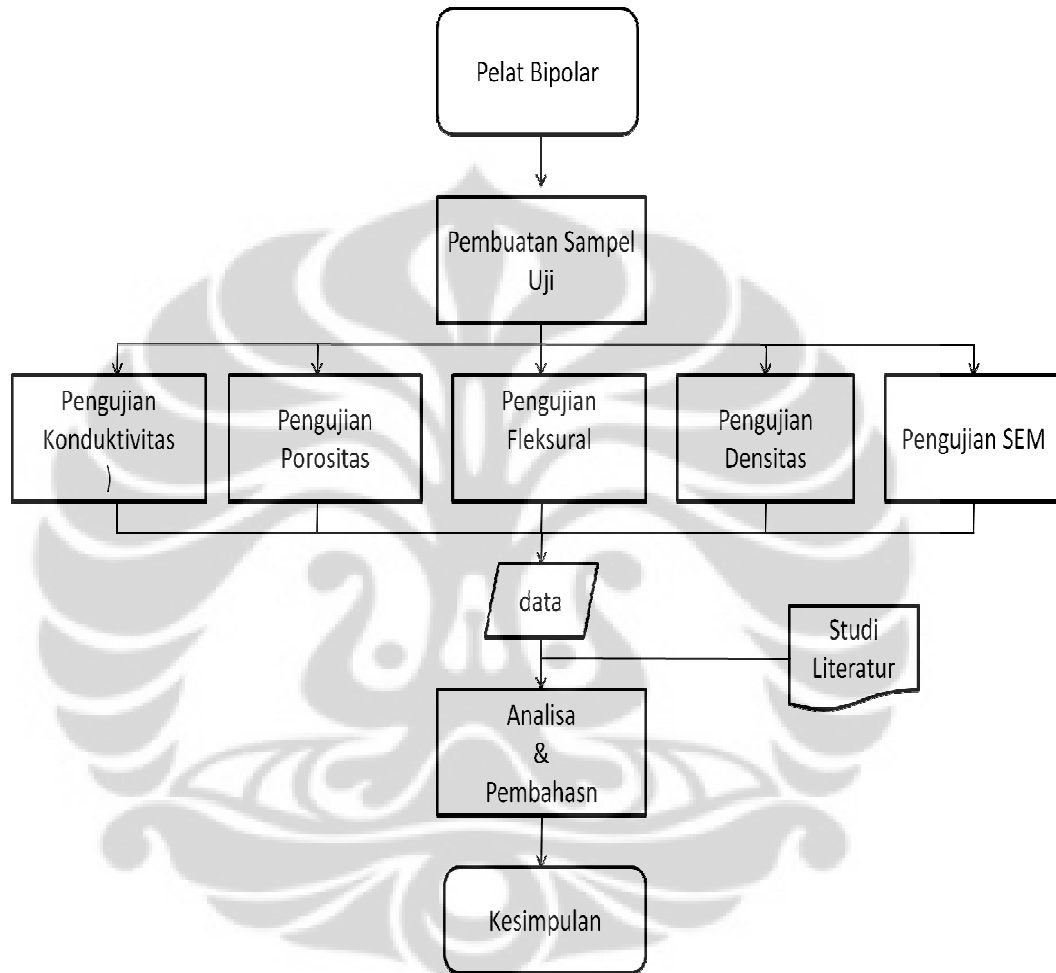 Pelat Bipolar
Pembuatan Sampel
Uji
Pengujian
Konduktivitas
)
Pengujian
Porositas
Pengujian
Fleksural
Pengujian
Densitas
Pengujian SEM
data
Studi
Literatur
Analisa
&
Pembahasn
Kesimpulan